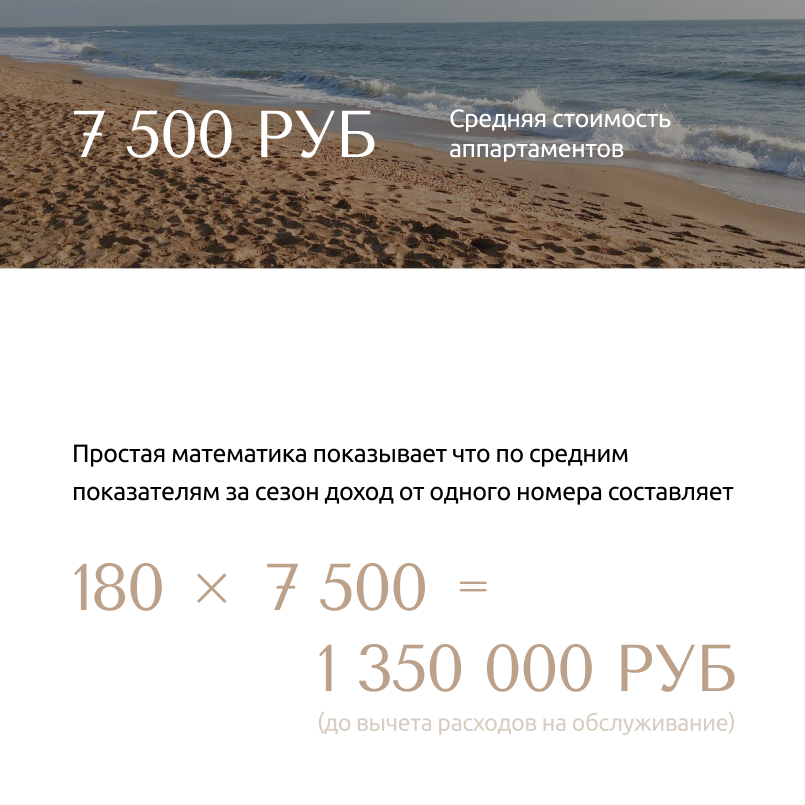 7 500 РУБ
Средняя стоимость
аппартаментов
Простая математика показывает что по средним
показателям за сезон доход от одного номера составляет
180 × 7 500 =
1 350 000 РУБ
(до вычета расходов на обслуживание)